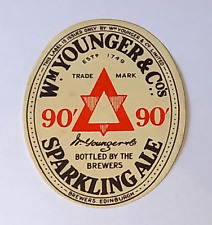 THIS LABEL IS ISSUED ONLY BY WM YOUNGER & CO LIMITED
WM. YOUNGER & CO'S
ESTD 1749
TRADE MARK
90/- 90/-
Wm Younger & Co
BOTTLED BY THE
BREWERS
SPARKLING ALE
BREWERS, EDINBURGH